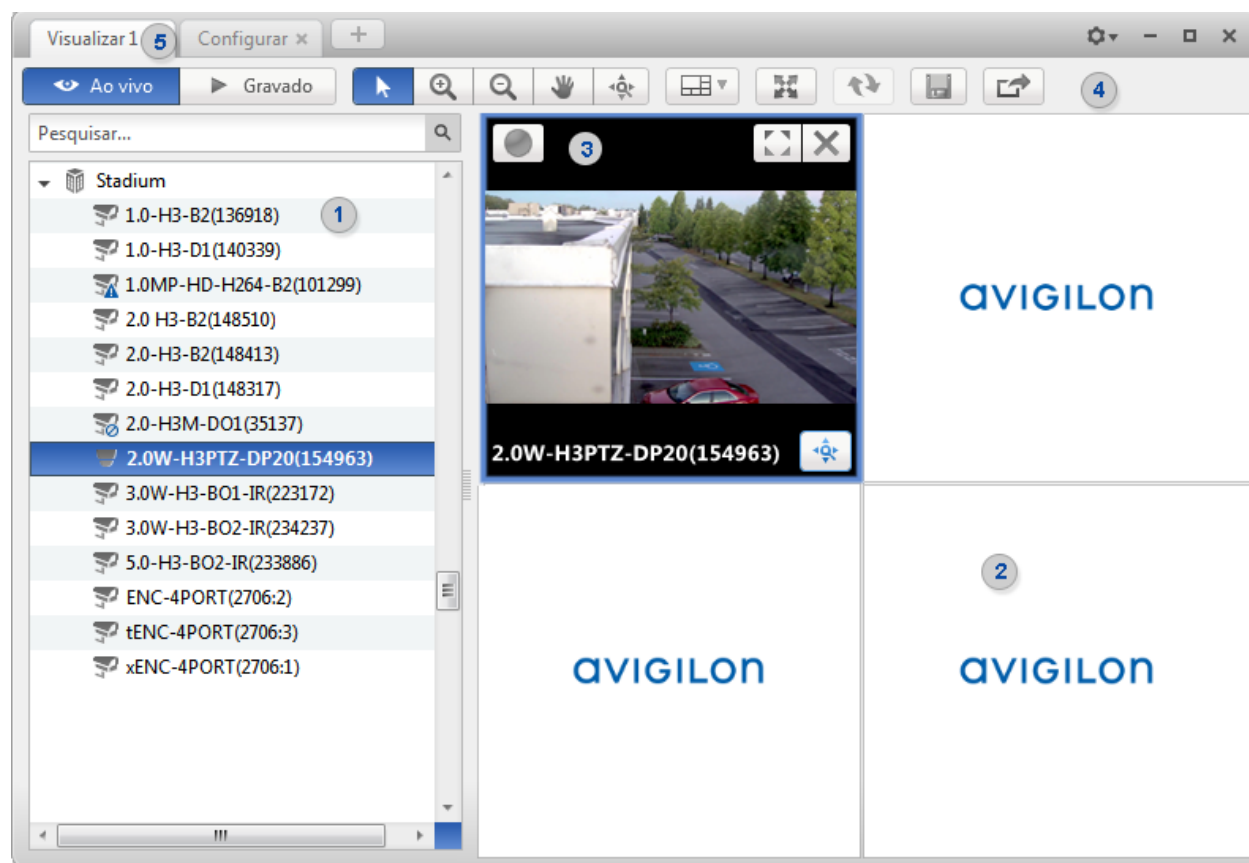 Visualizar 1
5
Configurar
Ao vivo
Gravado
4
Pesquisar...
3
Stadium
1.0-H3-B2(136918)
1
1.0-H3-D1(140339)
1.0MP-HD-H264-B2(101299)
avigilon
2.0 H3-B2(148510)
2.0-H3-B2(148413)
2.0-H3-D1(148317)
2.0-H3M-DO1(35137)
2.0W-H3PTZ-DP20(154963)
2.0W-H3PTZ-DP20(154963)
3.0W-H3-BO1-IR(223172)
3.0W-H3-BO2-IR(234237)
5.0-H3-BO2-IR(233886)
2
ENC-4PORT(2706:2)
tENC-4PORT(2706:3)
xENC-4PORT(2706:1)
avigilon
avigilon